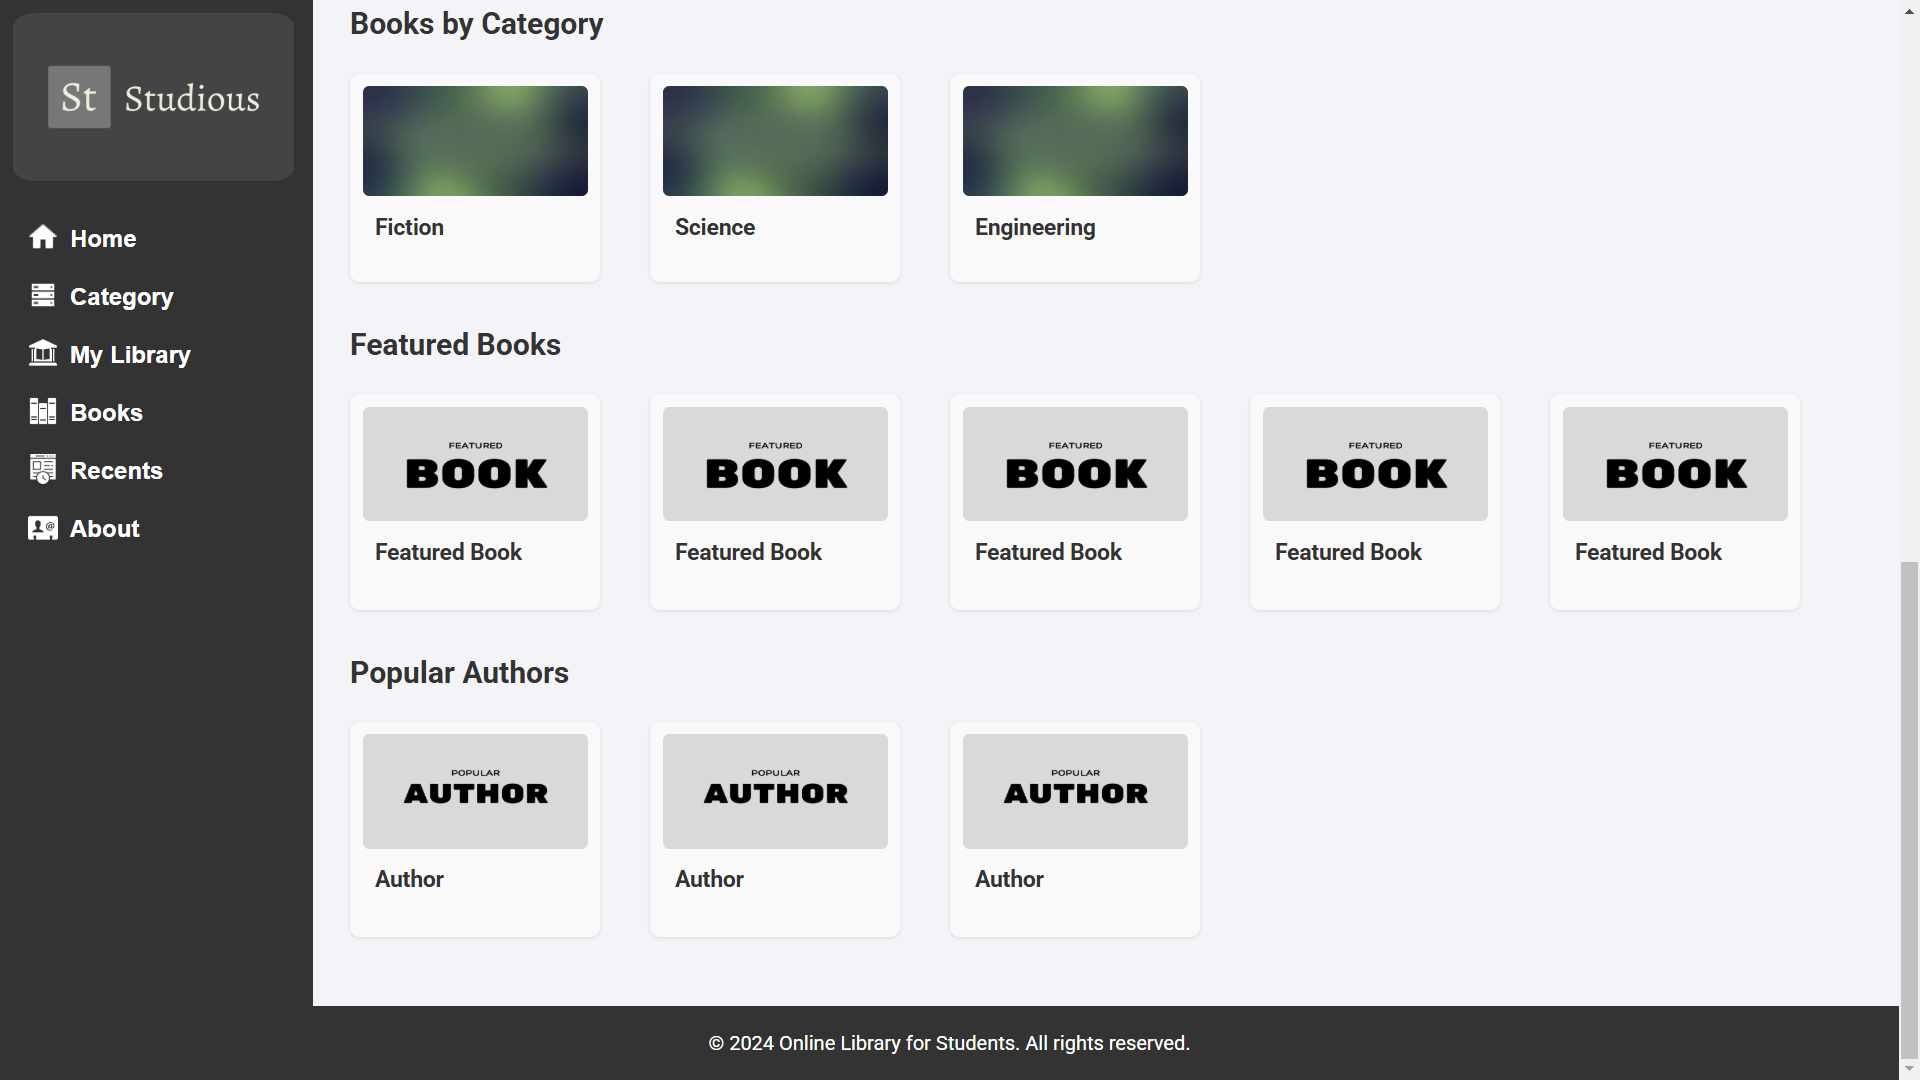 St Studious
Home
Category
My Library
Books
Recents
About
Books by Category
Fiction
Science
Engineering
Featured Books
FEATURED
BOOK
Featured Book
FEATURED
BOOK
Featured Book
FEATURED
BOOK
Featured Book
FEATURED
BOOK
Featured Book
FEATURED
BOOK
Featured Book
Popular Authors
POPULAR
AUTHOR
Author
POPULAR
AUTHOR
Author
POPULAR
AUTHOR
Author
© 2024 Online Library for Students. All rights reserved.